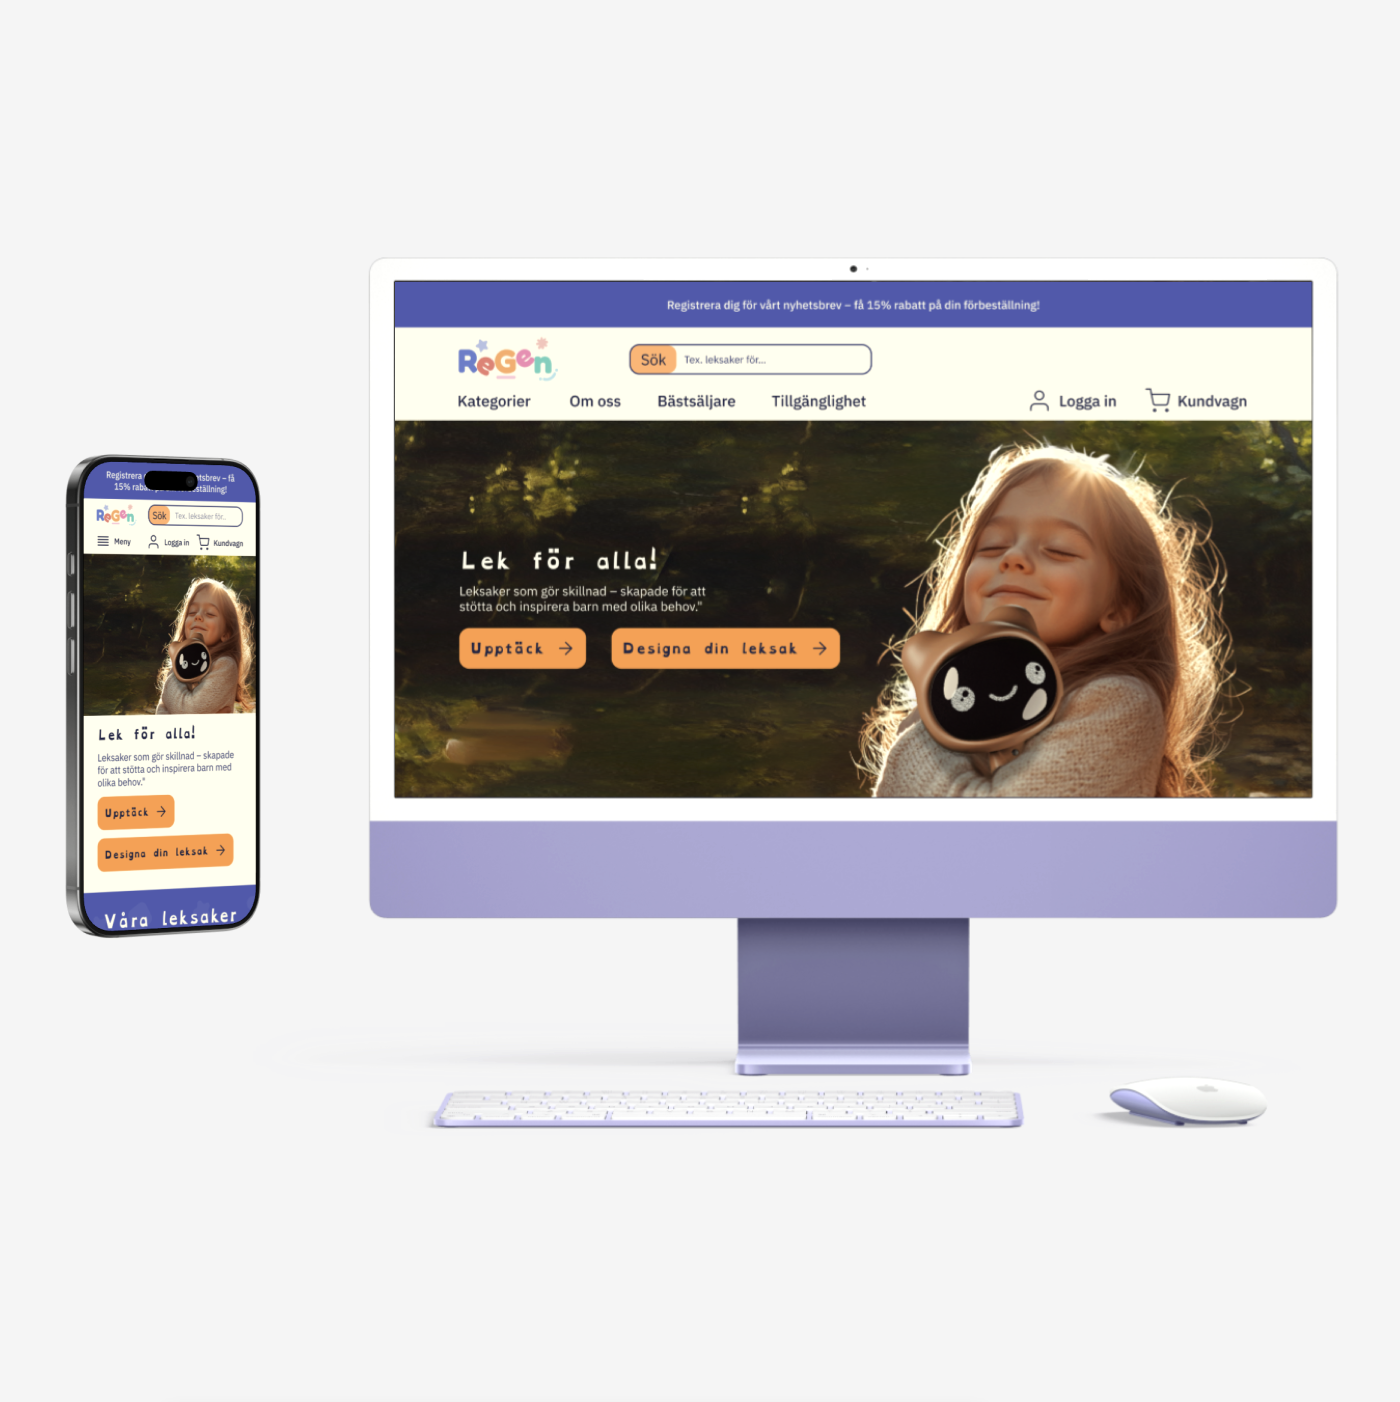 Registrera dig för vårt nyhetsbrev – få 15% rabatt på din förbeställning!
ReGen
Sök
Tex. leksaker för...
Kategorier
Om oss
Bästsäljare
Tillgänglighet
Logga in
Kundvagn
Lek för alla!
Leksaker som gör skillnad – skapade för att
stötta och inspirera barn med olika behov."
Upptäck
Designa din leksak
Registrera tsbrev – få
15% ställning!
ReGen
Sök
Tex. leksaker för..
Meny
Logga in
Kundvagn
Lek för alla!
Leksaker som gör skillnad – skapade
för att stötta och inspirera barn med
olika behov."
Upptäck
Designa din leksak
Våra leksaker